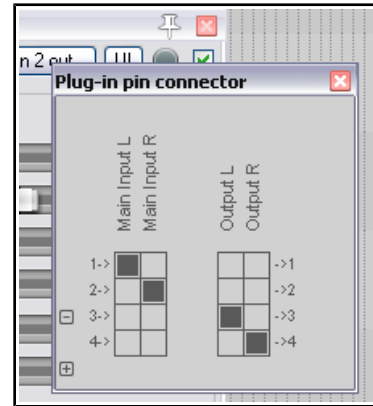 n 2 out
UI
Plug-in pin connector
Main Input L
Main Input R
Output L
Output R
1->
->1
2->
->2
3->
->3
4->
->4